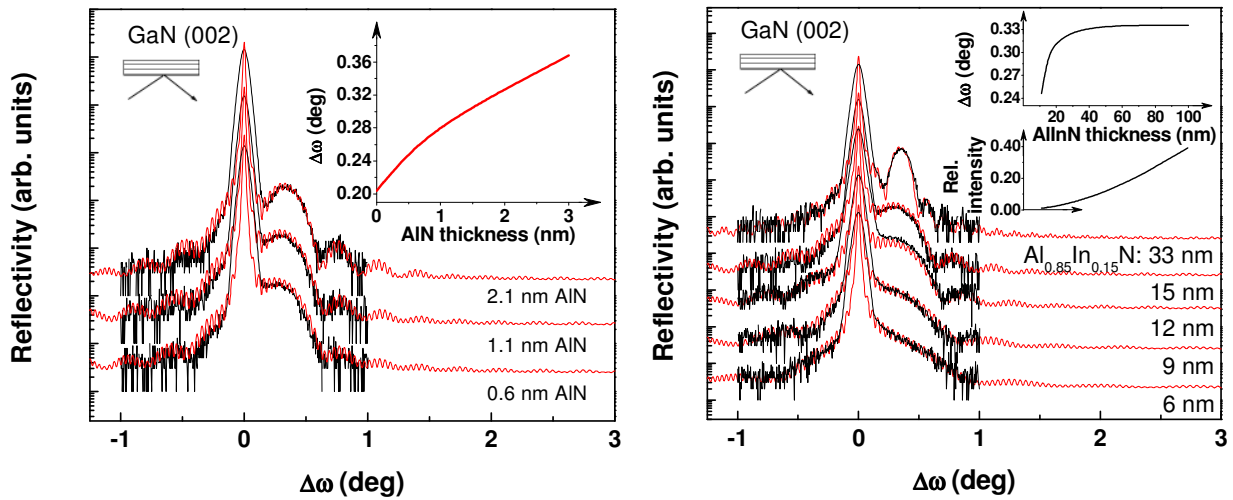 GaN (002)
Reflectivity (arb. units)
Δω (deg)
0.36
0.32
0.28
0.24
0.20
0 1 2 3
AlN thickness (nm)
2.1 nm AlN
1.1 nm AlN
0.6 nm AlN
-1 0 1 2 3
Δω (deg)
GaN (002)
Reflectivity (arb. units)
Δω (deg)
0.33
0.30
0.27
0.24
20 40 60 80 100
AlInN thickness (nm)
Rel.
intensity
0.40
0.20
0.00
Al0.85In0.15N: 33 nm
15 nm
12 nm
9 nm
6 nm
-1 0 1 2 3
Δω (deg)